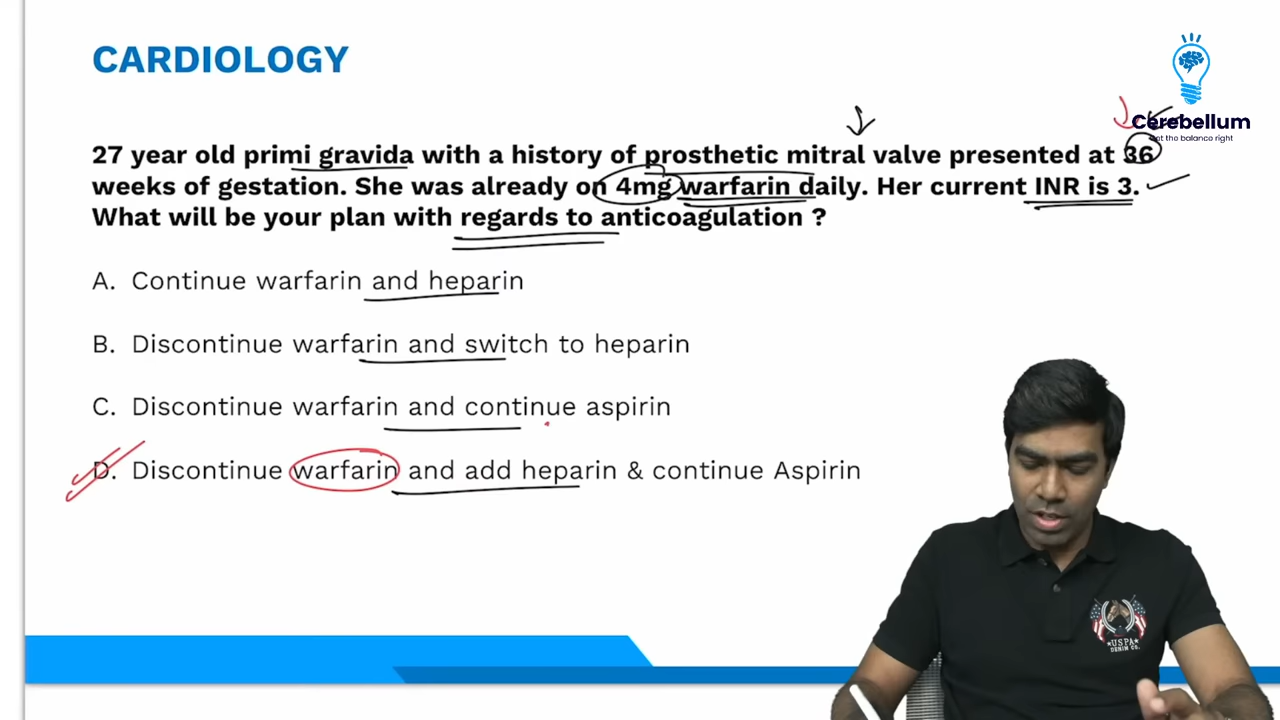 CARDIOLOGY
Cerebellum
at the balance right
27 year old primi gravida with a history of prosthetic mitral valve presented at 36
weeks of gestation. She was already on 4mg warfarin daily. Her current INR is 3.
What will be your plan with regards to anticoagulation ?
A. Continue warfarin and heparin
B. Discontinue warfarin and switch to heparin
C. Discontinue warfarin and continue aspirin
D. Discontinue warfarin and add heparin & continue Aspirin
USPA
DENIM CO.